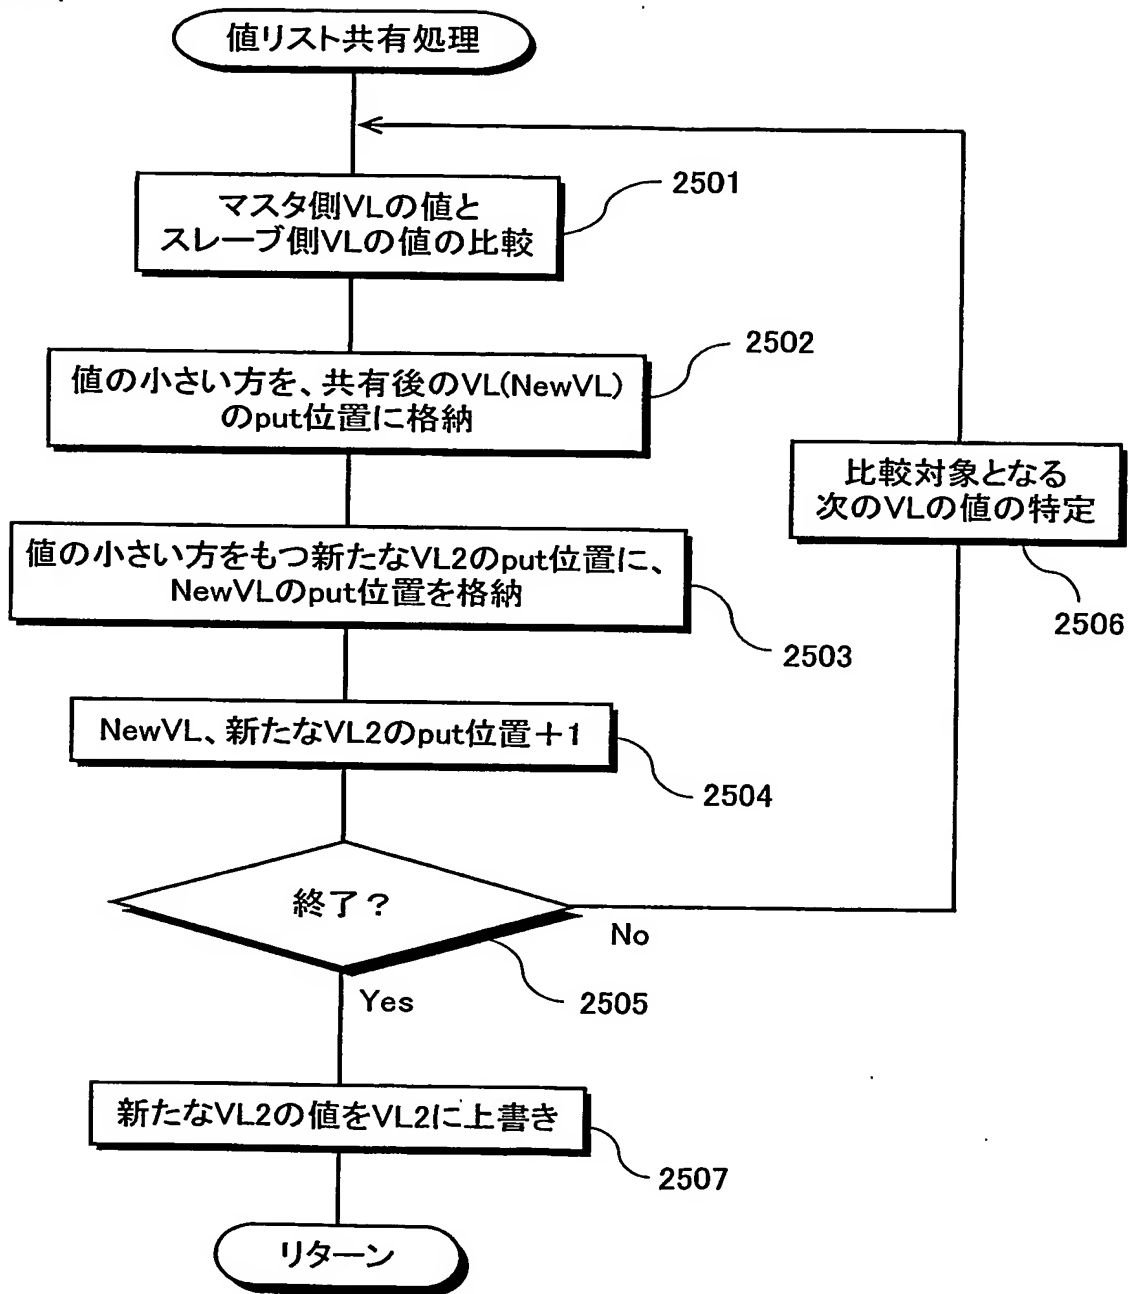 値リスト共有処理
マスタ側VLの値と
スレーブ側VLの値の比較
2501
値の小さい方を、共有後のVL(NewVL)
のput位置に格納
2502
値の小さい方をもつ新たなVL2のput位置に、
NewVLのput位置を格納
2503
NewVL、新たなVL2のput位置+1
2504
終了?
2505
No
Yes
比較対象となる
次のVLの値の特定
2506
新たなVL2の値をVL2に上書き
2507
リターン